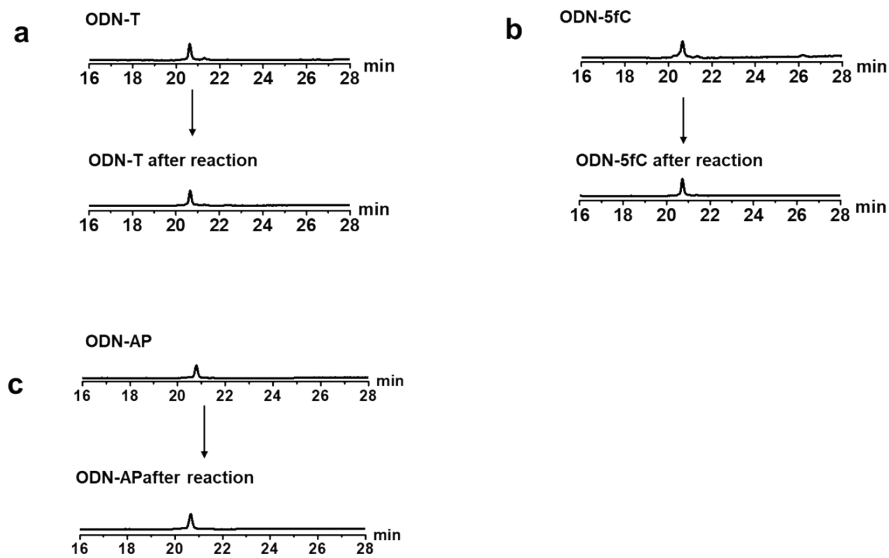 a
ODN-T
16 18 20 22 24 26 28 min
ODN-T after reaction
16 18 20 22 24 26 28 min
b
ODN-5fC
16 18 20 22 24 26 28 min
ODN-5fC after reaction
16 18 20 22 24 26 28 min
c
ODN-AP
16 18 20 22 24 26 28 min
ODN-APafter reaction
16 18 20 22 24 26 28 min